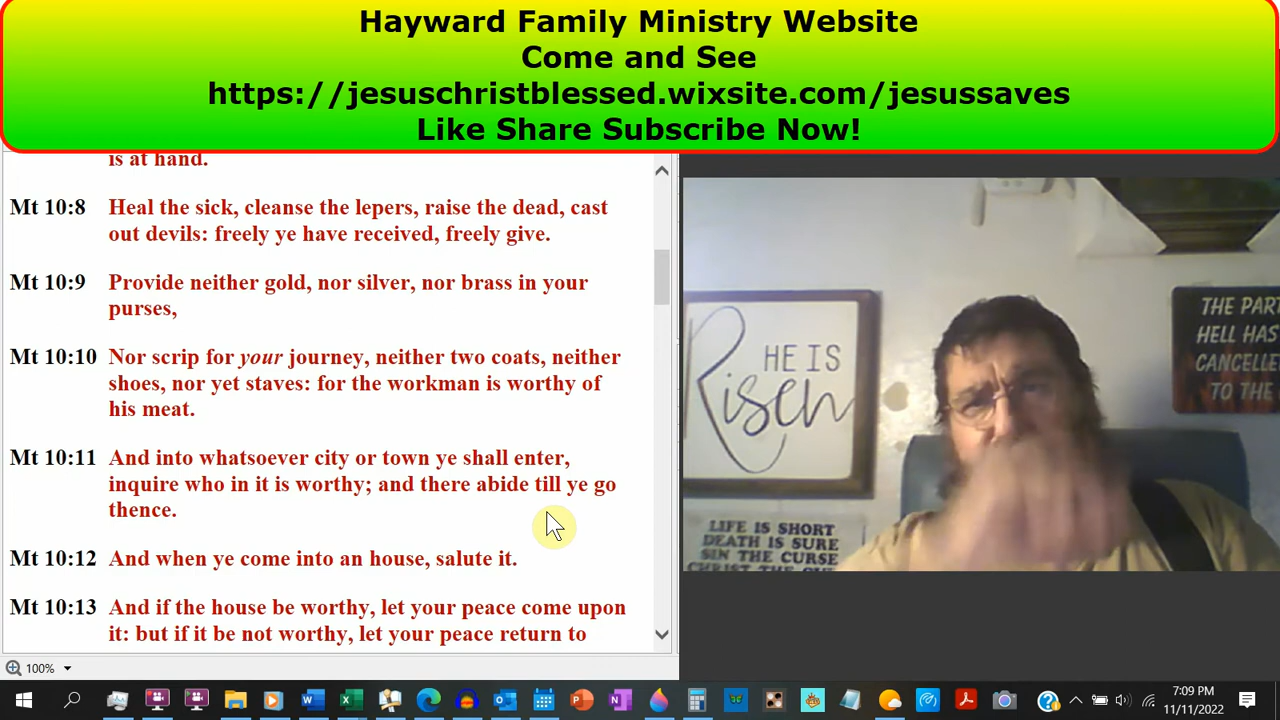 Hayward Family Ministry Website
Come and See
https://jesuschristblessed.wixsite.com/jesussaves
Like Share Subscribe Now!
is at hand.
Mt 10:8 Heal the sick, cleanse the lepers, raise the dead, cast
out devils: freely ye have received, freely give.
Mt 10:9 Provide neither gold, nor silver, nor brass in your
purses,
Mt 10:10 Nor scrip for your journey, neither two coats, neither
shoes, nor yet staves: for the workman is worthy of
his meat.
Mt 10:11 And into whatsoever city or town ye shall enter,
inquire who in it is worthy; and there abide till ye go
thence.
Mt 10:12 And when ye come into an house, salute it.
Mt 10:13 And if the house be worthy, let your peace come upon
it: but if it be not worthy, let your peace return to
HE IS
Risen
THE PAR
HELL HAS
CANCELLE
TO THE
LIFE IS SHORT
DEATH IS SURE
SIN THE CURSE
100%
7:09 PM
11/11/2022